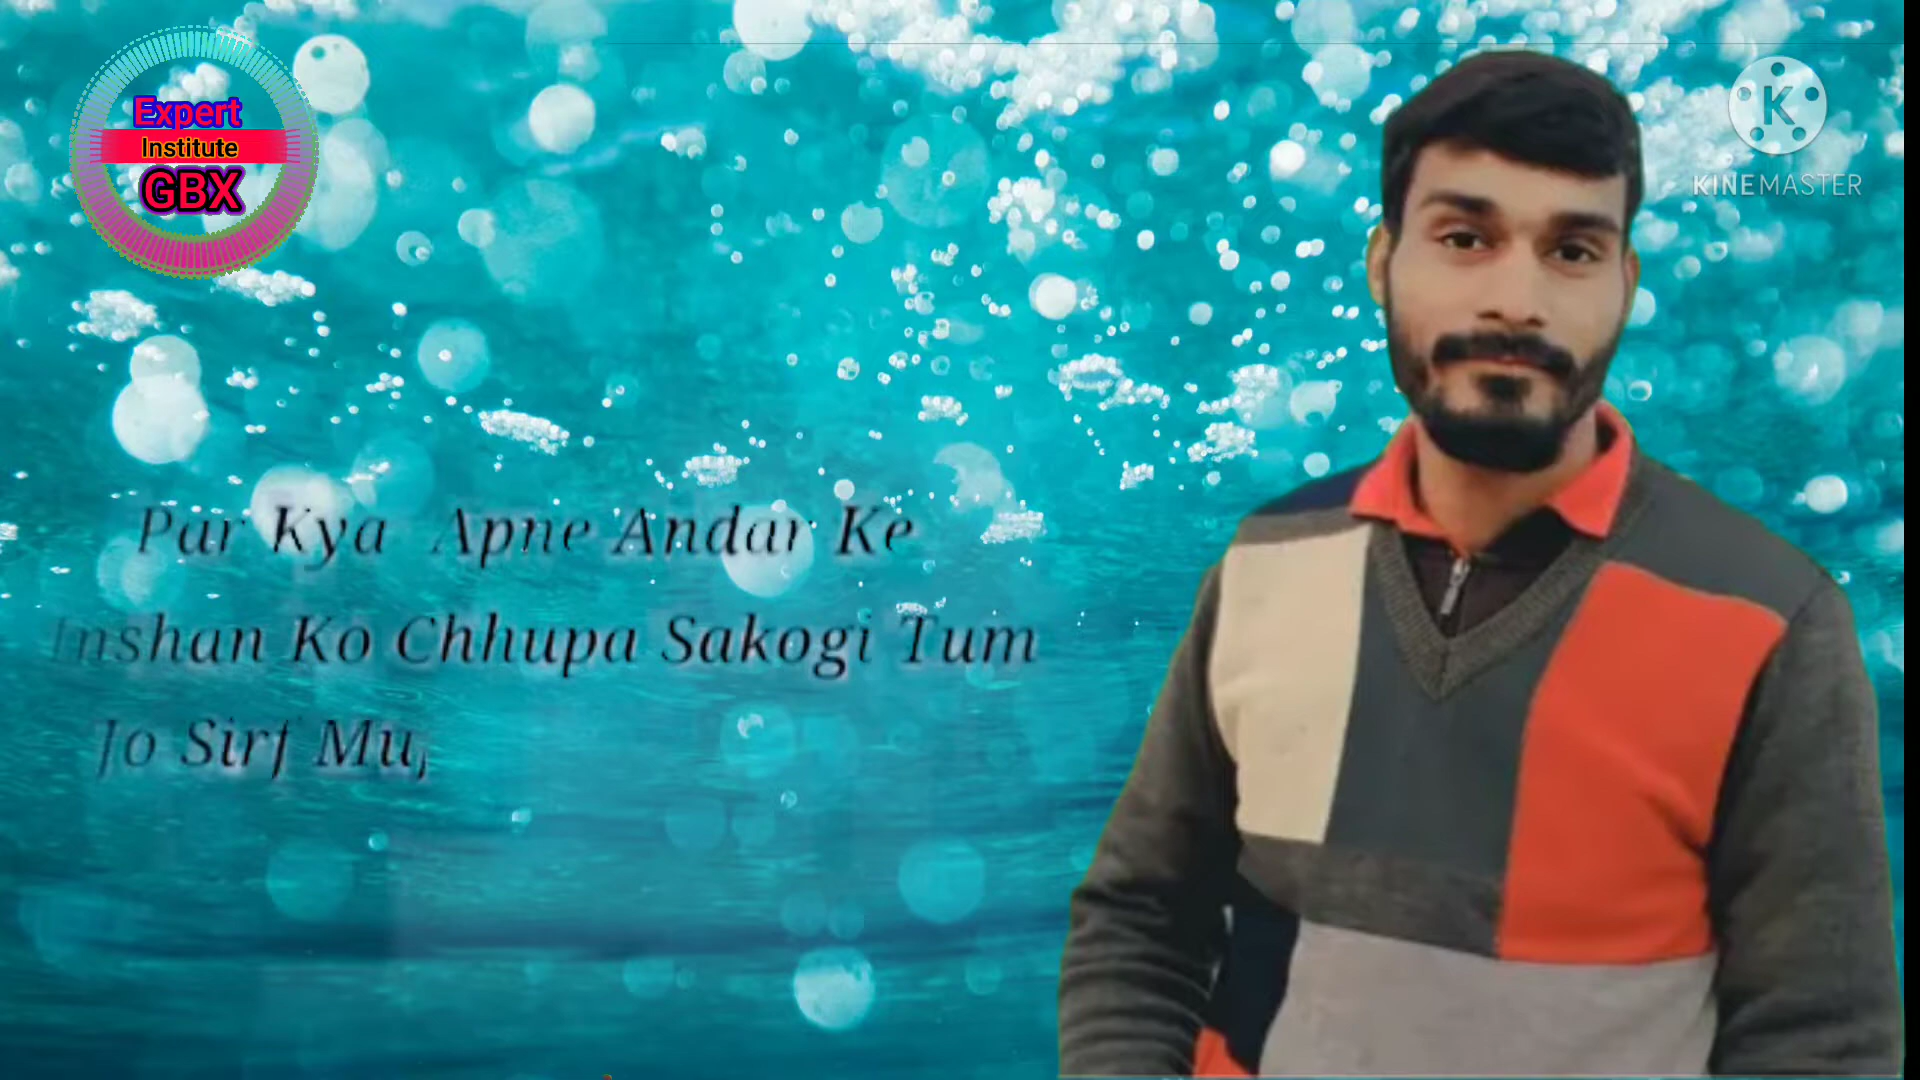 Expert
Institute
GBX
K
KINEMASTER
Par Kya Apne Andar Ke
Inshan Ko Chhupa Sakogi Tum
Jo Sirf